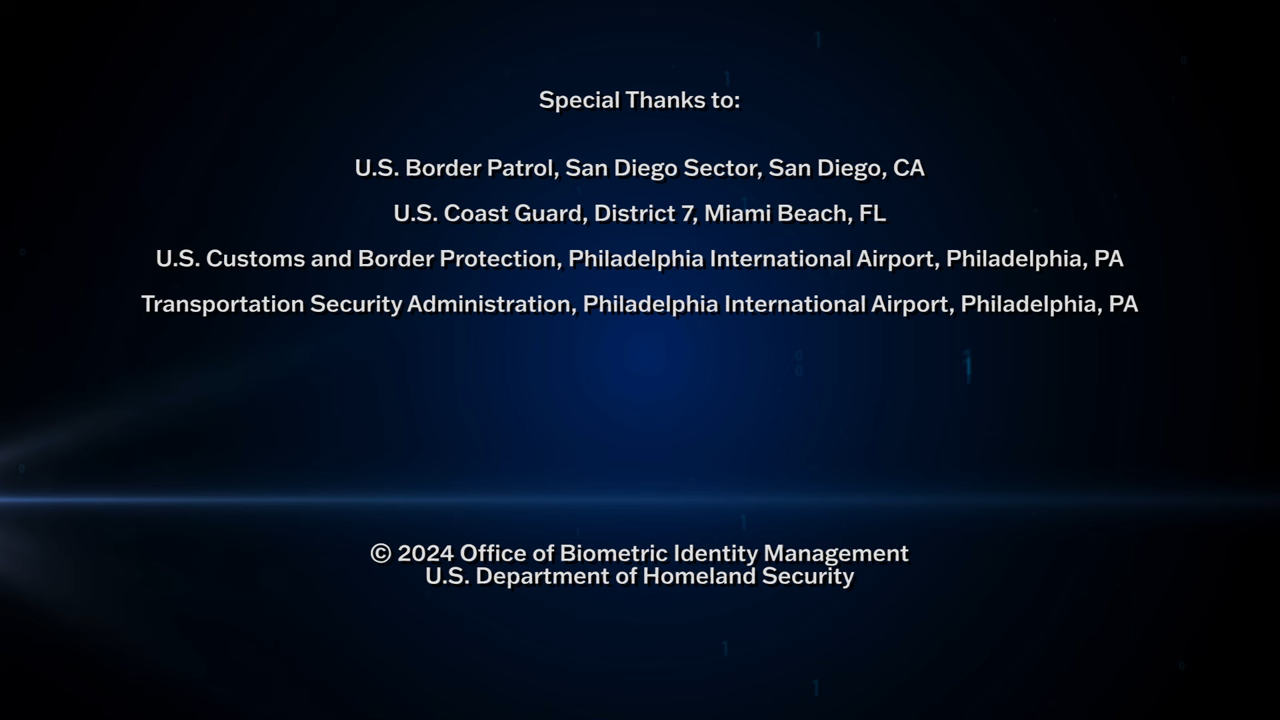 Special Thanks to:
U.S. Border Patrol, San Diego Sector, San Diego, CA
U.S. Coast Guard, District 7, Miami Beach, FL
U.S. Customs and Border Protection, Philadelphia International Airport, Philadelphia, PA
Transportation Security Administration, Philadelphia International Airport, Philadelphia, PA
© 2024 Office of Biometric Identity Management
U.S. Department of Homeland Security